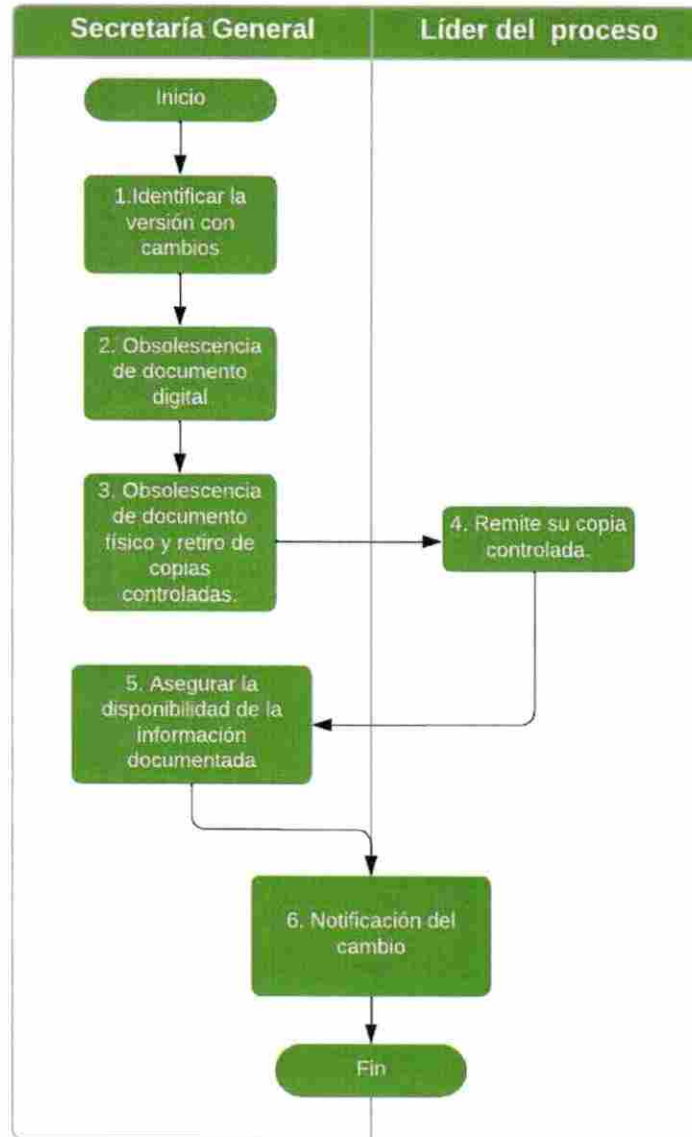 Secretaría General
Líder del proceso
Inicio
1.Identificar la
versión con
cambios
2. Obsolescencia
de documento
digital
3. Obsolescencia
de documento
físico y retiro de
copias
controladas.
4. Remite su copia
controlada.
5. Asegurar la
disponibilidad de la
información
documentada
6. Notificación del
cambio
Fin